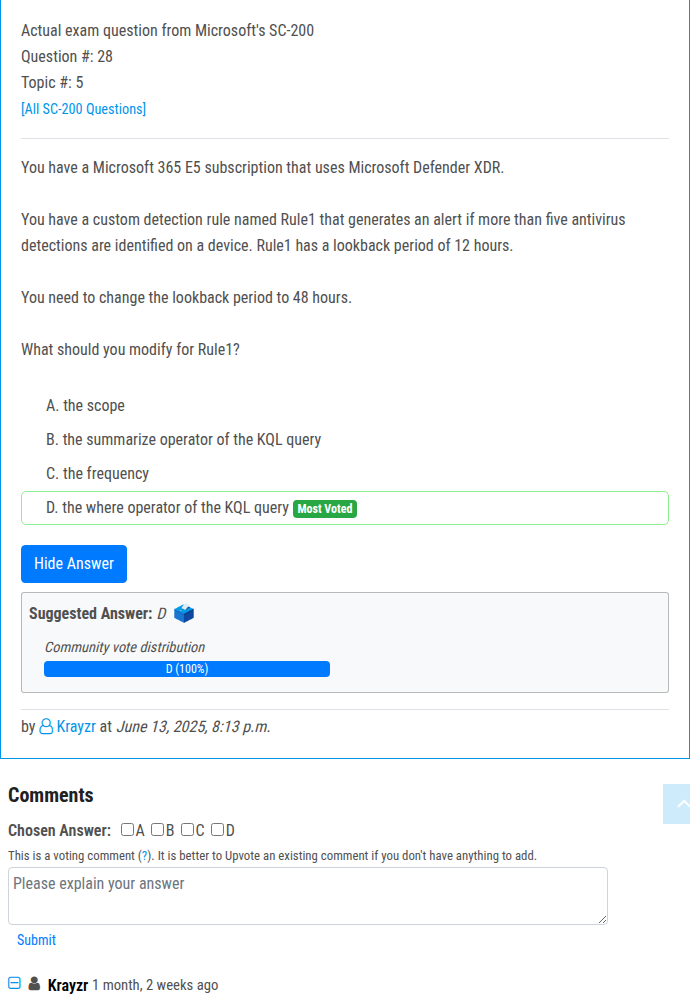 Actual exam question from Microsoft's SC-200
Question #: 28
Topic #: 5
[All SC-200 Questions]
You have a Microsoft 365 E5 subscription that uses Microsoft Defender XDR.
You have a custom detection rule named Rule1 that generates an alert if more than five antivirus
detections are identified on a device. Rule1 has a lookback period of 12 hours.
You need to change the lookback period to 48 hours.
What should you modify for Rule1?
A. the scope
B. the summarize operator of the KQL query
C. the frequency
D. the where operator of the KQL query Most Voted
Hide Answer
Suggested Answer: D
Community vote distribution
D (100%)
by Krayzr at June 13, 2025, 8:13 p.m.
Comments
Chosen Answer: A B C D
This is a voting comment (?). It is better to Upvote an existing comment if you don't have anything to add.
Please explain your answer
Submit
Krayzr 1 month, 2 weeks ago